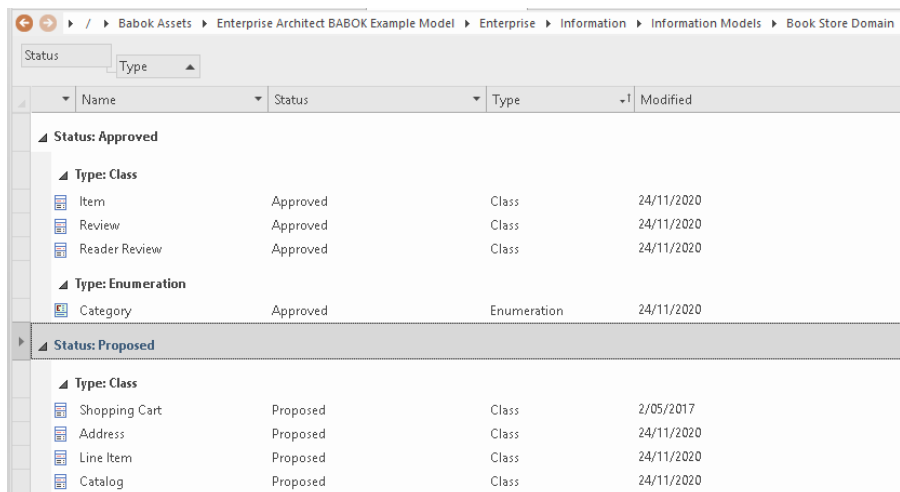 / Babok Assets Enterprise Architect BABOK Example Model Enterprise Information Information Models Book Store Domain
Status
Type
Name Status Type Modified
Status: Approved
Type: Class
Item Approved Class 24/11/2020
Review Approved Class 24/11/2020
Reader Review Approved Class 24/11/2020
Type: Enumeration
Category Approved Enumeration 24/11/2020
Status: Proposed
Type: Class
Shopping Cart Proposed Class 2/05/2017
Address Proposed Class 24/11/2020
Line Item Proposed Class 24/11/2020
Catalog Proposed Class 24/11/2020